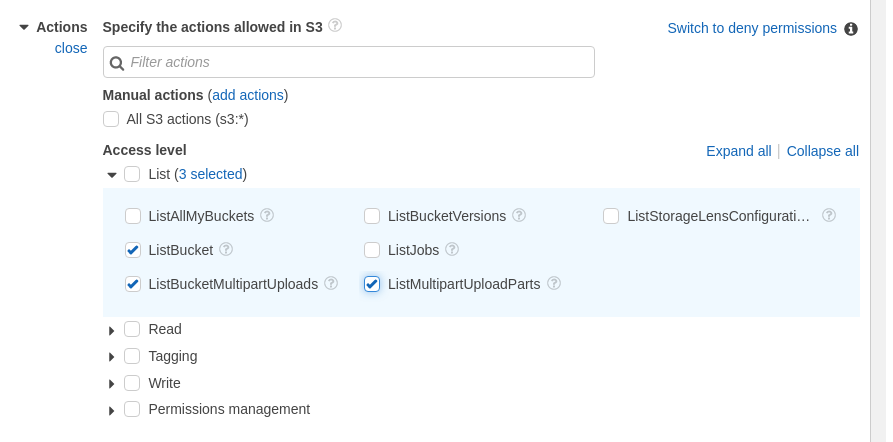 Actions Specify the actions allowed in S3 Switch to deny permissions
close
Filter actions
Manual actions (add actions)
All S3 actions (s3:*)
Access level Expand all | Collapse all
List (3 selected)
ListAllMyBuckets ListBucketVersions ListStorageLensConfigurati…
ListBucket ListJobs
ListBucketMultipartUploads ListMultipartUploadParts
Read
Tagging
Write
Permissions management